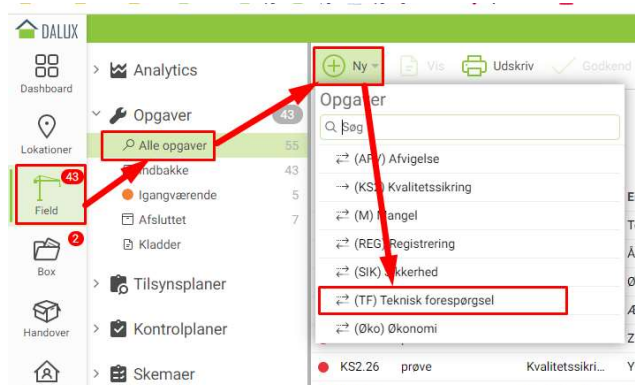 DALUX
Dashboard
Lokationer
43
Field
2
Box
Handover
Analytics
Opgaver 43
Alle opgaver 55
Indbakke 43
Igangværende 5
Afsluttet 7
Kladder
Tilsynsplaner
Kontrolplaner
Skemaer
Ny Vis Udskriv Godkend
Opgaver
Søg
(AFV) Afvigelse
(KS2) Kvalitetssikring
(M) Mangel
(REG) Registrering
(SIK) Sikkerhed
(TF) Teknisk forespørgsel
(Øko) Økonomi
KS2.26 prøve Kvalitetssikri...